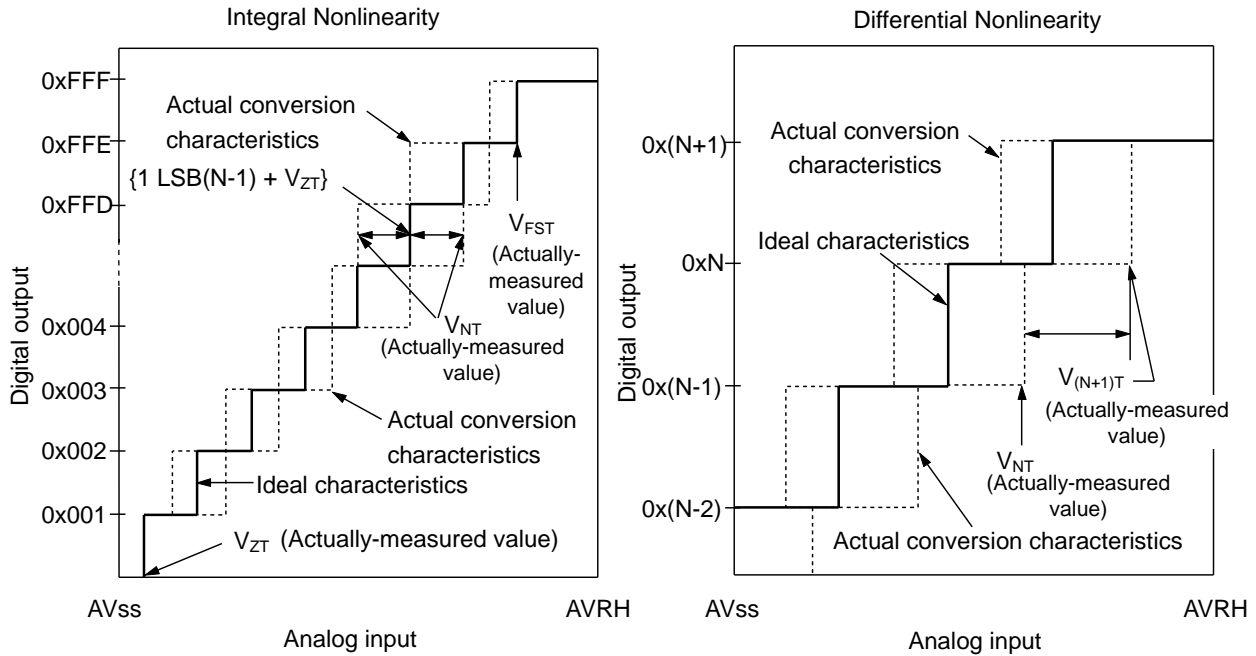 Integral Nonlinearity
0xFFF
0xFFE
0xFFD
0x004
0x003
0x002
0x001
Digital output
Actual conversion
characteristics
{1 LSB(N-1) + VZT}
VFST
(Actually-
measured
value)
VNT
(Actually-measured
value)
Actual conversion
characteristics
Ideal characteristics
VZT (Actually-measured value)
AVss
AVRH
Analog input
Differential Nonlinearity
0x(N+1)
0xN
0x(N-1)
0x(N-2)
Digital output
Actual conversion
characteristics
Ideal characteristics
V(N+1)T
(Actually-measured
value)
VNT
(Actually-measured
value)
Actual conversion characteristics
AVss
AVRH
Analog input